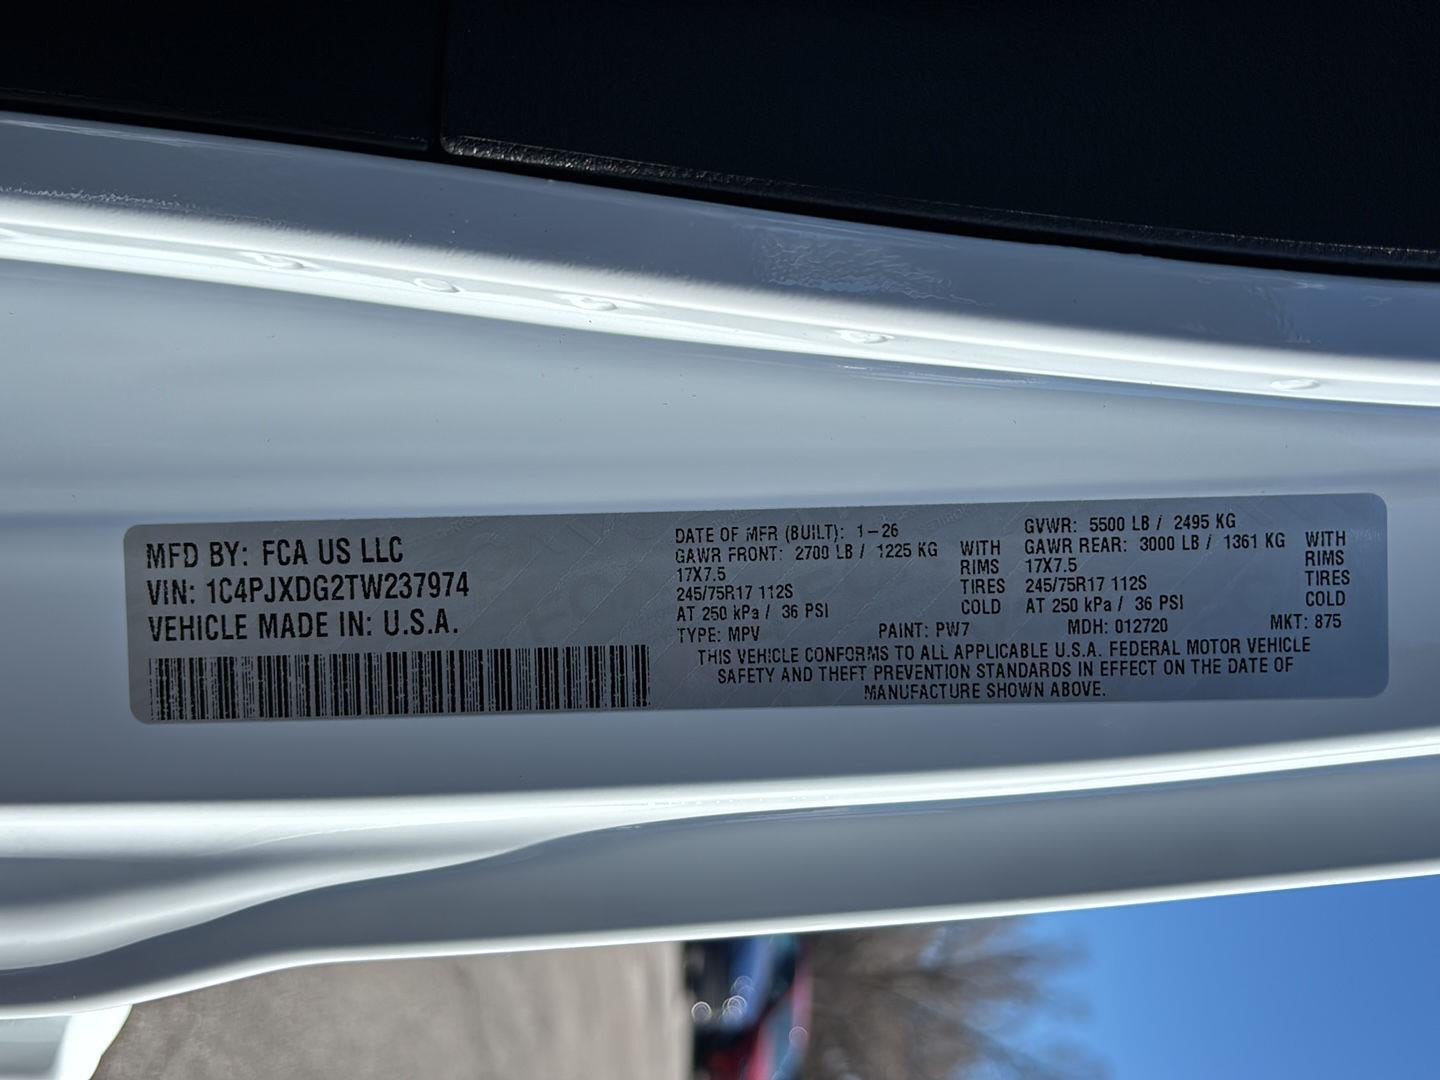 MFD BY: FCA US LLC
VIN: 1C4PJXDG2TW237974
VEHICLE MADE IN: U.S.A.
DATE OF MFR (BUILT): 1-26
GAWR FRONT: 2700 LB / 1225 KG WITH
17X7.5 RIMS
245/75R17 112S TIRES
AT 250 kPa / 36 PSI COLD
GVWR: 5500 LB / 2495 KG
GAWR REAR: 3000 LB / 1361 KG WITH
17X7.5 RIMS
245/75R17 112S TIRES
AT 250 kPa / 36 PSI COLD
TYPE: MPV PAINT: PW7 MDH: 012720 MKT: 875
THIS VEHICLE CONFORMS TO ALL APPLICABLE U.S.A. FEDERAL MOTOR VEHICLE
SAFETY AND THEFT PREVENTION STANDARDS IN EFFECT ON THE DATE OF
MANUFACTURE SHOWN ABOVE.